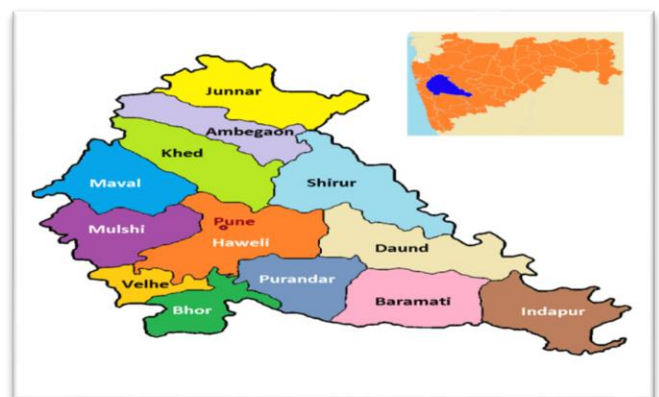 Junnar
Ambegaon
Khed
Maval
Shirur
Mulshi
Pune
Haweli
Daund
Velhe
Purandar
Bhor
Baramati
Indapur